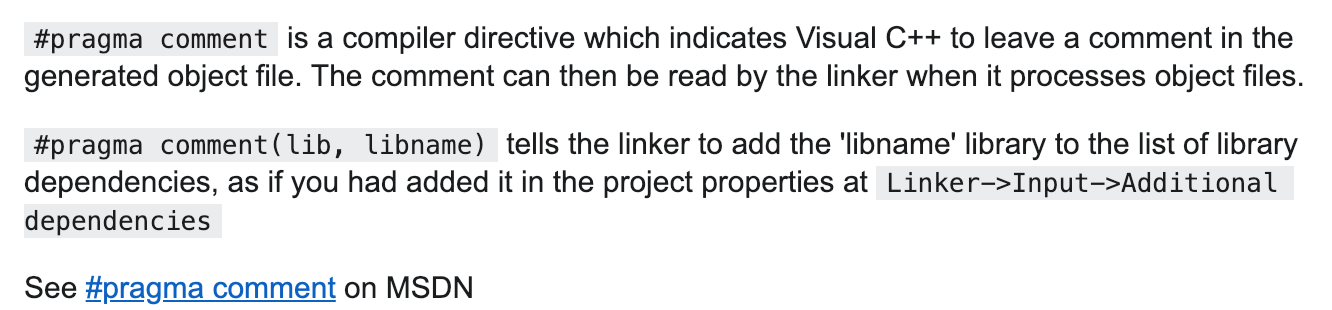 #pragma comment is a compiler directive which indicates Visual C++ to leave a comment in the
generated object file. The comment can then be read by the linker when it processes object files.
#pragma comment(lib, libname) tells the linker to add the 'libname' library to the list of library
dependencies, as if you had added it in the project properties at Linker->Input->Additional
dependencies
See #pragma comment on MSDN